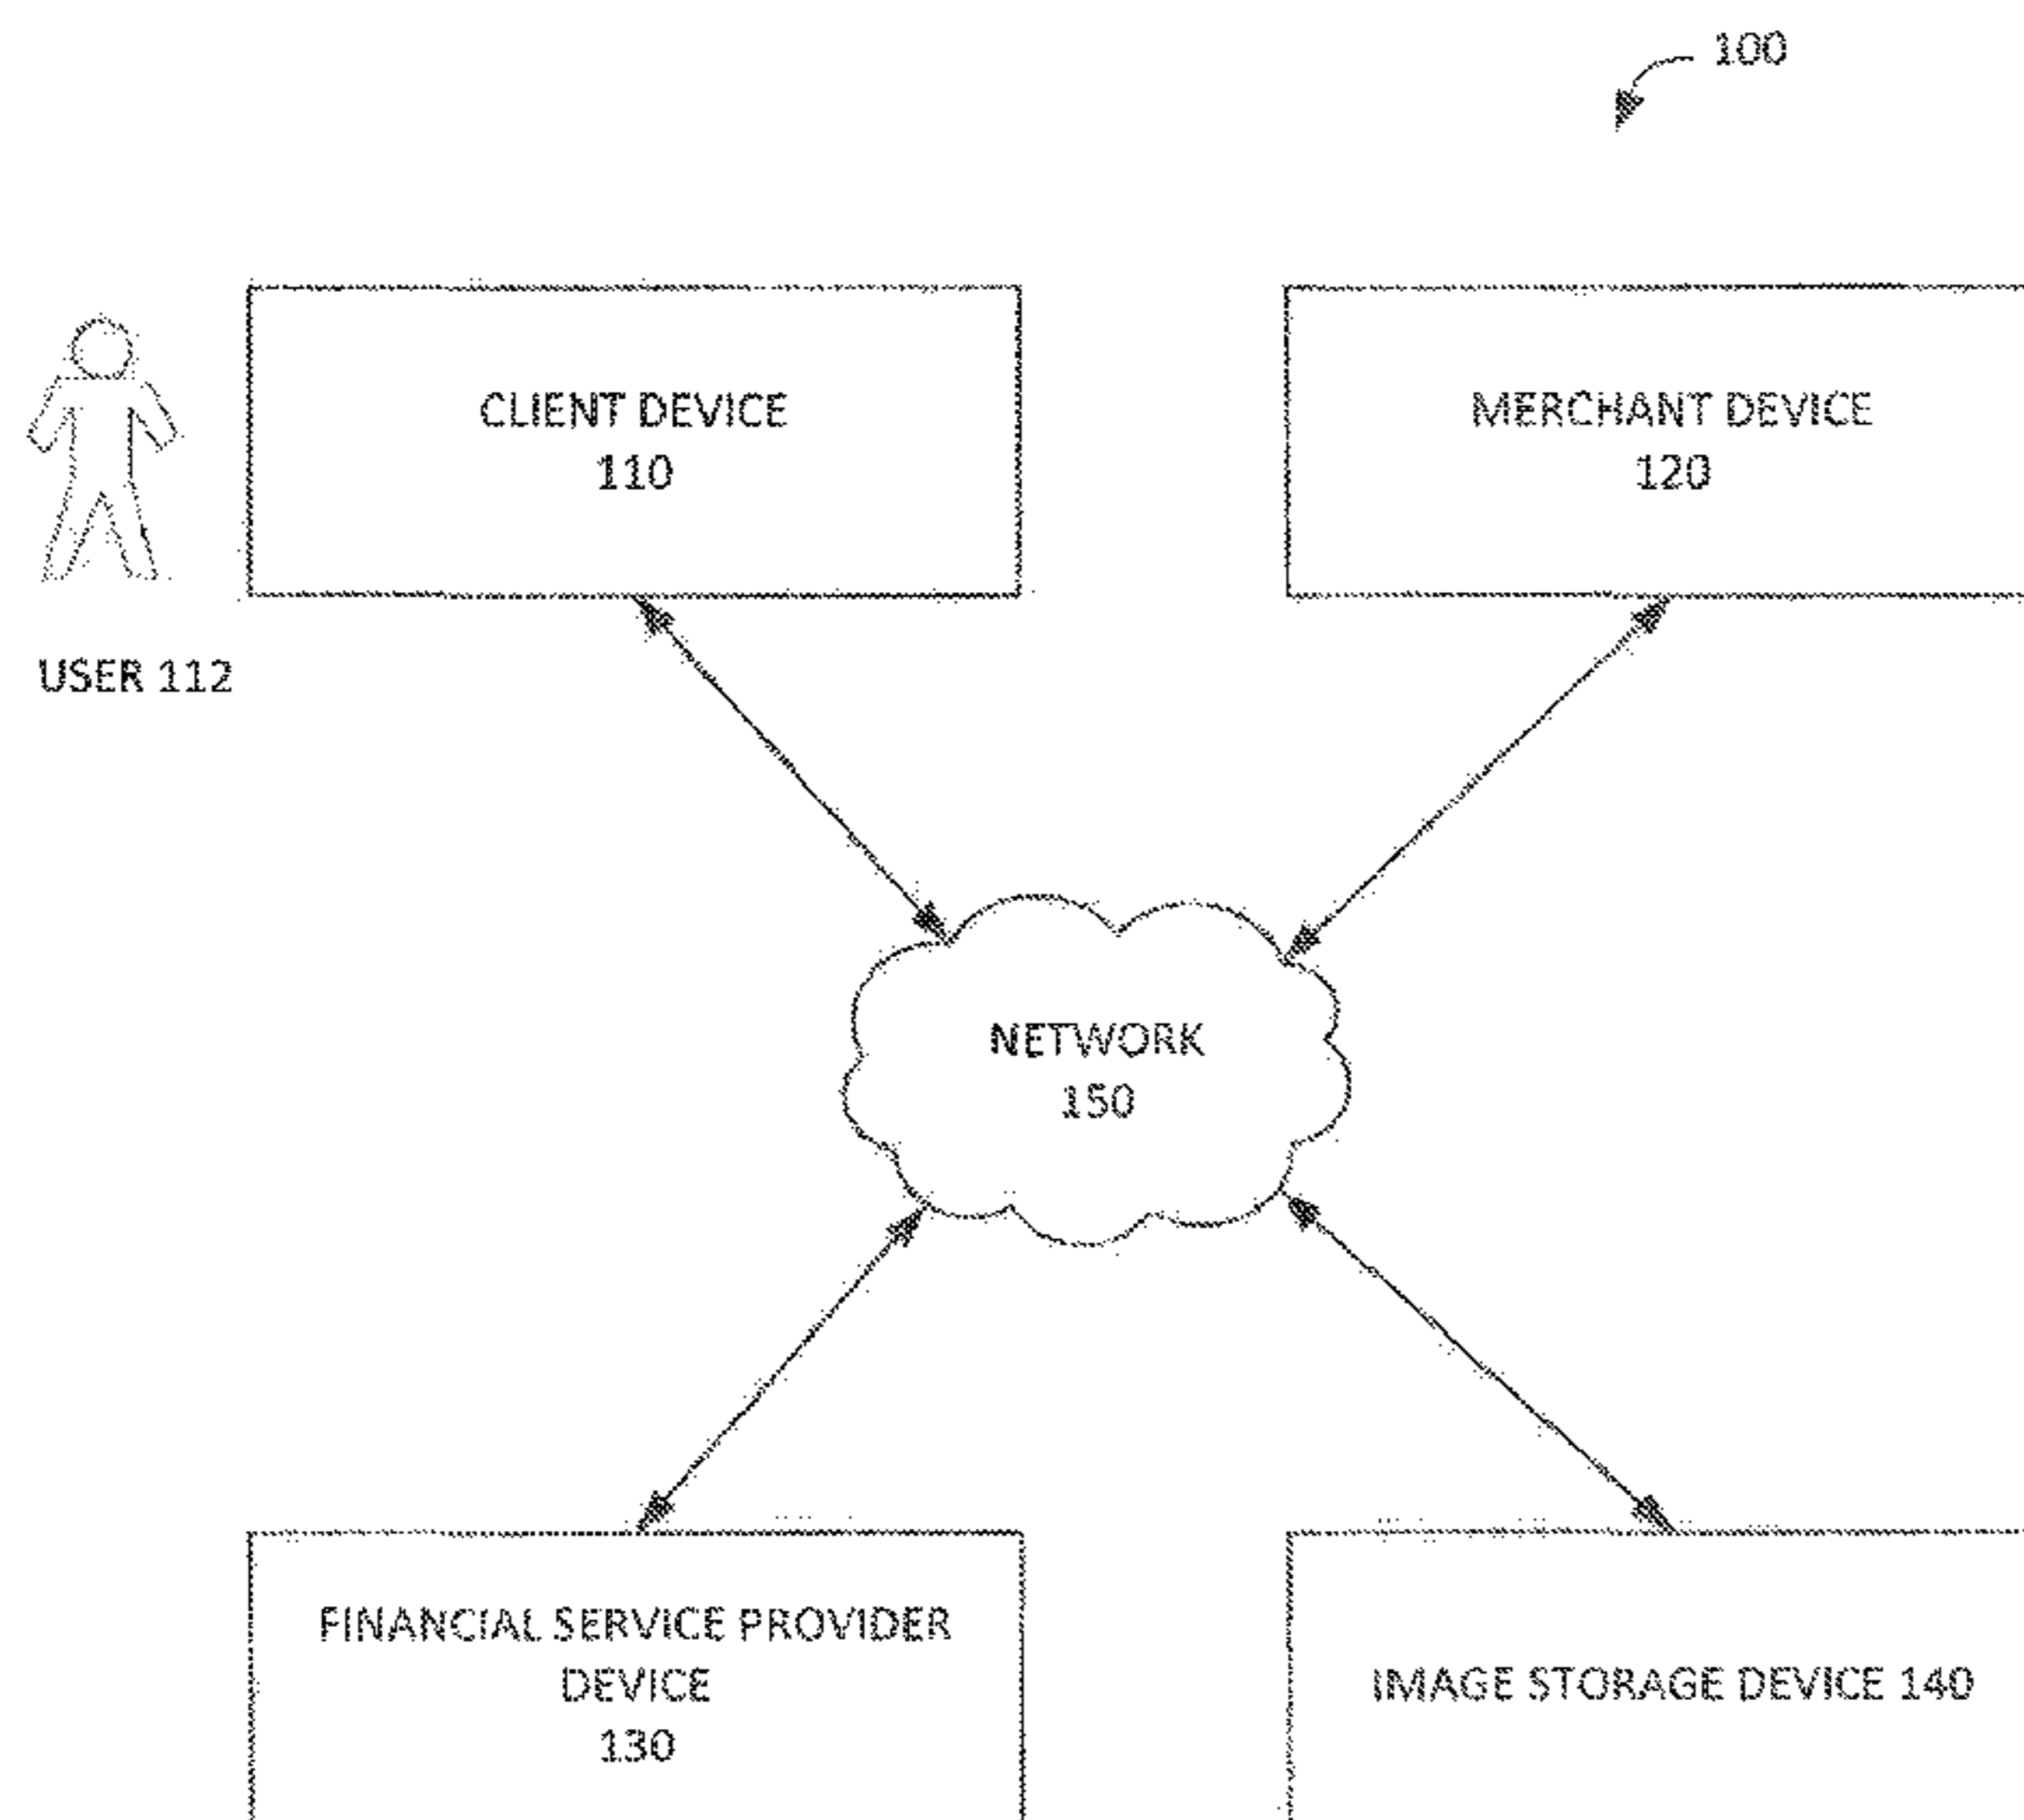 100
CLIENT DEVICE
110
MERCHANT DEVICE
120
USER 112
NETWORK
150
FINANCIAL SERVICE PROVIDER
DEVICE
130
IMAGE STORAGE DEVICE 140